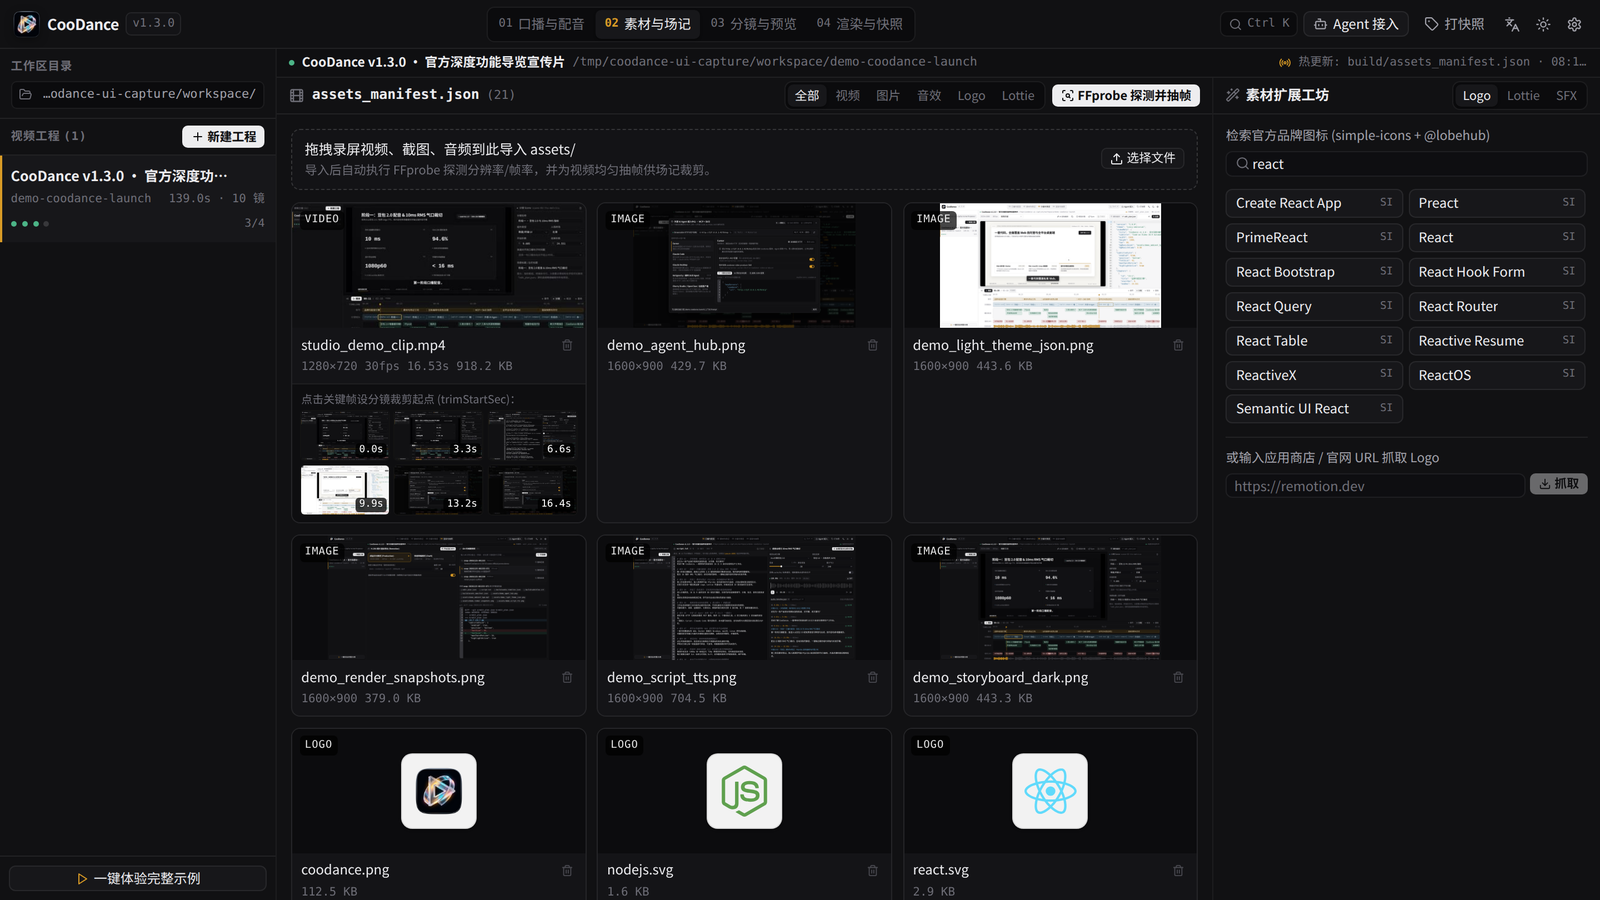 CooDance v1.3.0
01 口播与配音 02 素材与场记 03 分镜与预览 04 渲染与快照
Ctrl K Agent 接入 打快照
工作区目录
…odance-ui-capture/workspace/
视频工程 (1) 新建工程
CooDance v1.3.0 • 官方深度功…
demo-coodance-launch 139.0s · 10 镜
3/4
一键体验完整示例
CooDance v1.3.0 • 官方深度功能导览宣传片 /tmp/coodance-ui-capture/workspace/demo-coodance-launch
热更新: build/assets_manifest.json · 08:1…
assets_manifest.json (21)
全部 视频 图片 音效 Logo Lottie FFprobe 探测并抽帧
拖拽录屏视频、截图、音频到此导入 assets/
导入后自动执行 FFprobe 探测分辨率/帧率，并为视频均匀抽帧供场记裁剪。
选择文件
VIDEO
studio_demo_clip.mp4
1280×720 30fps 16.53s 918.2 KB
点击关键帧设分镜裁剪起点 (trimStartSec):
0.0s 3.3s 6.6s
9.9s 13.2s 16.4s
IMAGE
demo_agent_hub.png
1600×900 429.7 KB
IMAGE
demo_light_theme_json.png
1600×900 443.6 KB
IMAGE
demo_render_snapshots.png
1600×900 379.0 KB
IMAGE
demo_script_tts.png
1600×900 704.5 KB
IMAGE
demo_storyboard_dark.png
1600×900 443.3 KB
LOGO
coodance.png
112.5 KB
LOGO
JS
nodejs.svg
1.6 KB
LOGO
react.svg
2.9 KB
素材扩展工坊
Logo Lottie SFX
检索官方品牌图标 (simple-icons + @lobehub)
react
Create React App SI Preact SI
PrimeReact SI React SI
React Bootstrap SI React Hook Form SI
React Query SI React Router SI
React Table SI Reactive Resume SI
ReactiveX SI ReactOS SI
Semantic UI React SI
或输入应用商店 / 官网 URL 抓取 Logo
https://remotion.dev 抓取